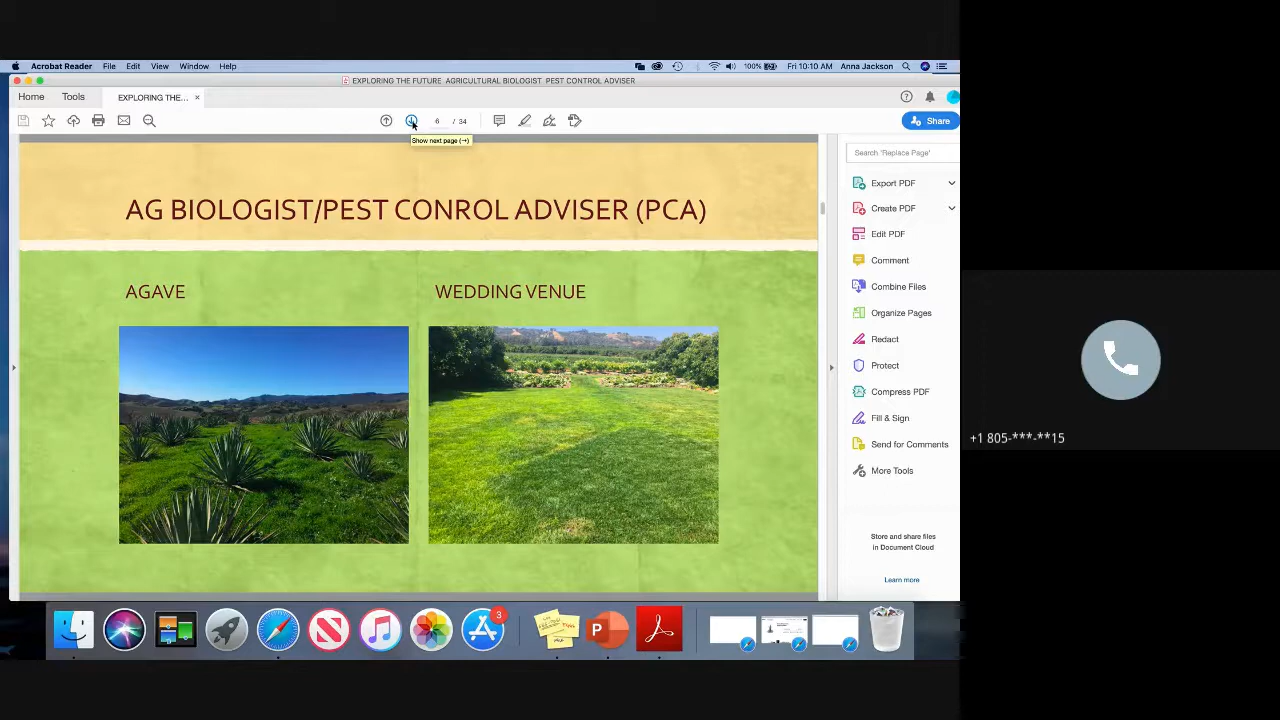 Acrobat Reader File Edit View Window Help 100% Fri 10:10 AM Anna Jackson
EXPLORING THE FUTURE AGRICULTURAL BIOLOGIST PEST CONTROL ADVISER
Home Tools EXPLORING THE... ×
6 / 34 Share
Show next page (→)
Search 'Replace Page'
AG BIOLOGIST/PEST CONROL ADVISER (PCA)
AGAVE WEDDING VENUE
Export PDF
Create PDF
Edit PDF
Comment
Combine Files
Organize Pages
Redact
Protect
Compress PDF
Fill & Sign
Send for Comments
More Tools
Store and share files
in Document Cloud
Learn more
+1 805-***-**15
3
P